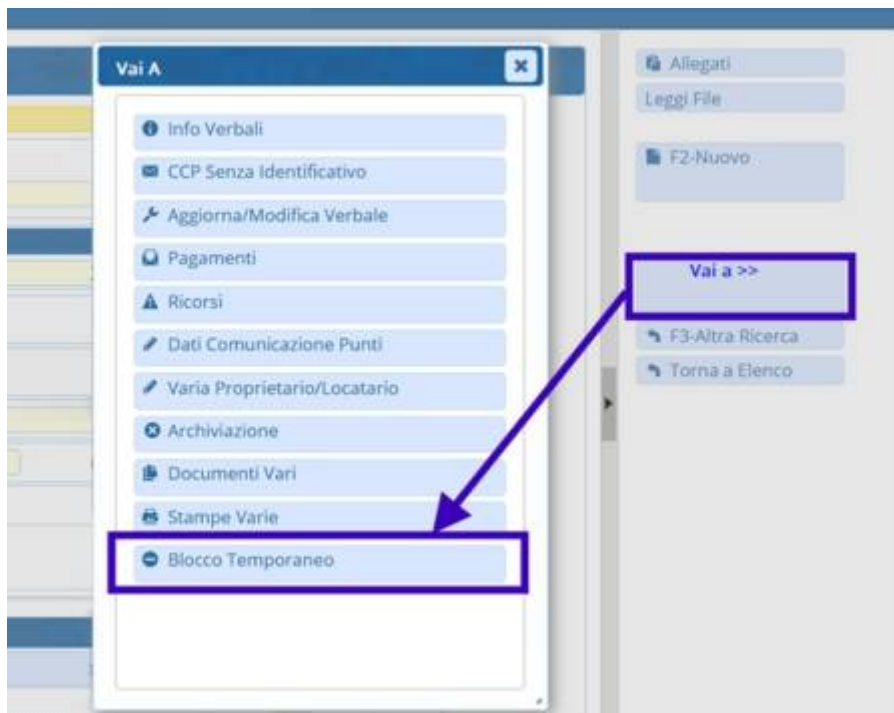 Vai A
Info Verbali
CCP Senza Identificativo
Aggiorna/Modifica Verbale
Pagamenti
Ricorsi
Dati Comunicazione Punti
Varia Proprietario/Locatario
Archiviazione
Documenti Vari
Stampe Varie
Blocco Temporaneo
Allegati
Leggi File
F2-Nuovo
Vai a >>
F3-Altra Ricerca
Torna a Elenco